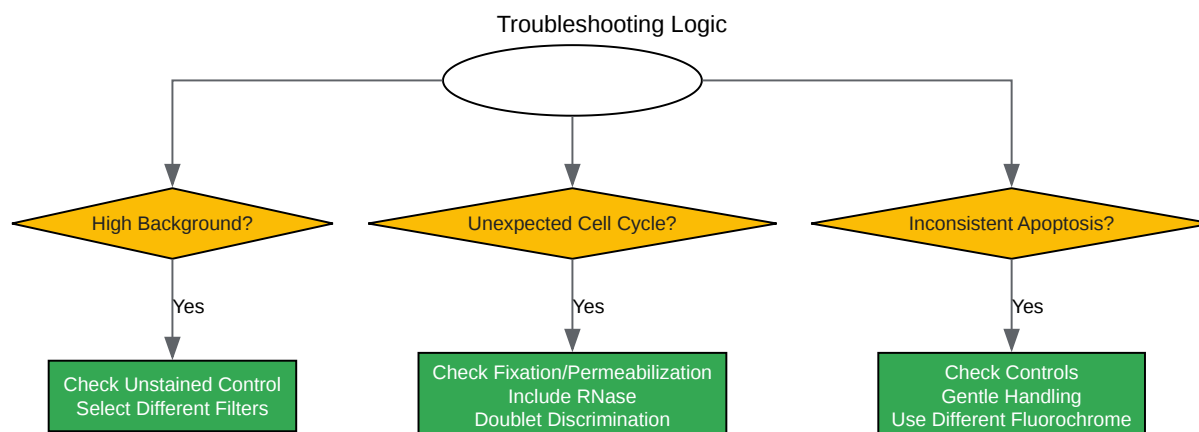 Troubleshooting Logic
High Background?
Unexpected Cell Cycle?
Inconsistent Apoptosis?
Yes
Yes
Yes
Check Unstained Control
Select Different Filters
Check Fixation/Permeabilization
Include RNase
Doublet Discrimination
Check Controls
Gentle Handling
Use Different Fluorochrome